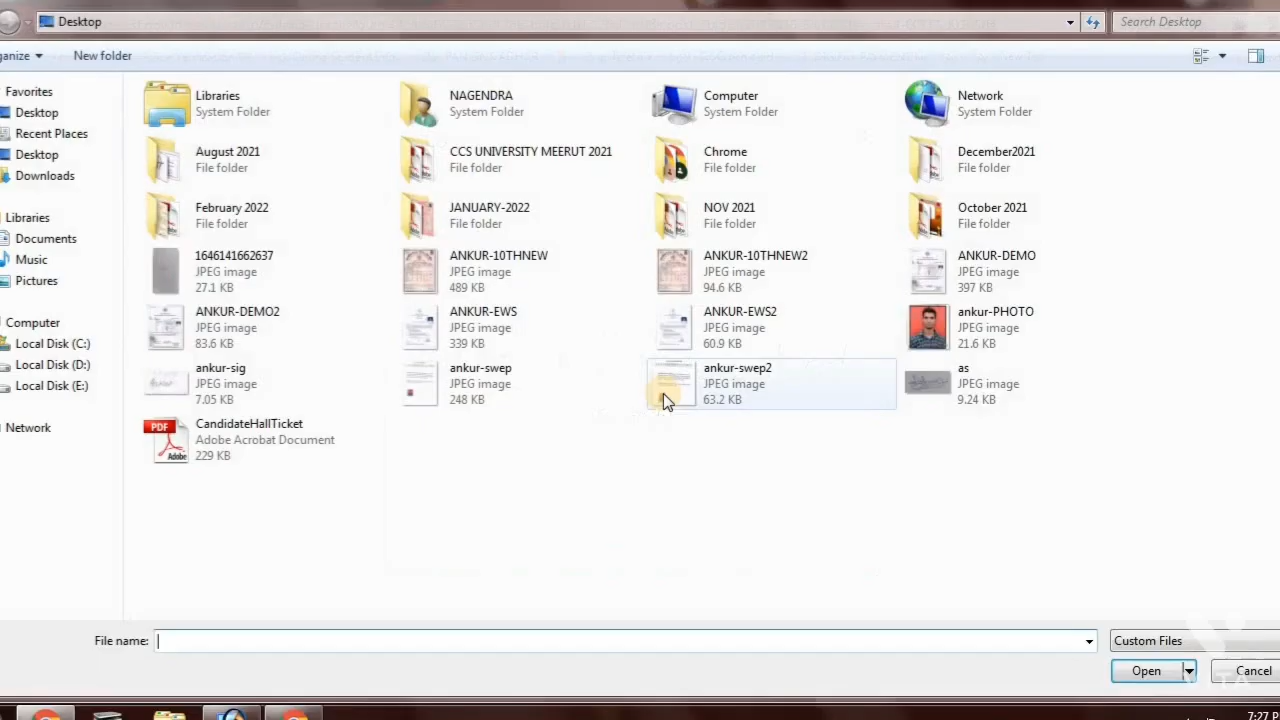 Desktop
Search Desktop
anize
New folder
Favorites
Desktop
Recent Places
Desktop
Downloads
Libraries
Documents
Music
Pictures
Computer
Local Disk (C:)
Local Disk (D:)
Local Disk (E:)
Network
Libraries
System Folder
NAGENDRA
System Folder
Computer
System Folder
Network
System Folder
August 2021
File folder
CCS UNIVERSITY MEERUT 2021
File folder
Chrome
File folder
December2021
File folder
February 2022
File folder
JANUARY-2022
File folder
NOV 2021
File folder
October 2021
File folder
1646141662637
JPEG image
27.1 KB
ANKUR-10THNEW
JPEG image
489 KB
ANKUR-10THNEW2
JPEG image
94.6 KB
ANKUR-DEMO
JPEG image
397 KB
ANKUR-DEMO2
JPEG image
83.6 KB
ANKUR-EWS
JPEG image
339 KB
ANKUR-EWS2
JPEG image
60.9 KB
ankur-PHOTO
JPEG image
21.6 KB
ankur-sig
JPEG image
7.05 KB
ankur-swep
JPEG image
248 KB
ankur-swep2
JPEG image
63.2 KB
as
JPEG image
9.24 KB
PDF
Adobe
CandidateHallTicket
Adobe Acrobat Document
229 KB
File name:
Custom Files
Open
Cancel
7:27 P